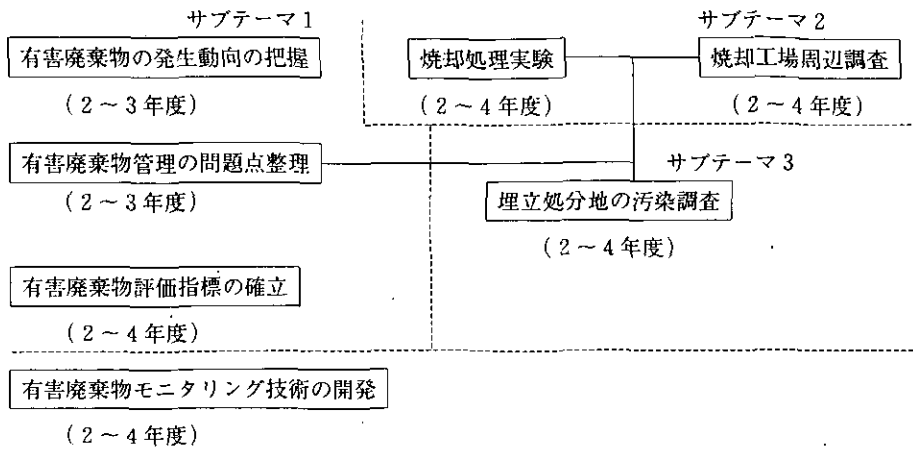 サブテーマ1
有害廃棄物の発生動向の把握
(2～3年度)
有害廃棄物管理の問題点整理
(2～3年度)
有害廃棄物評価指標の確立
(2～4年度)
サブテーマ2
焼却処理実験
(2～4年度)
焼却工場周辺調査
(2～4年度)
サブテーマ3
埋立処分地の汚染調査
(2～4年度)
有害廃棄物モニタリング技術の開発
(2～4年度)